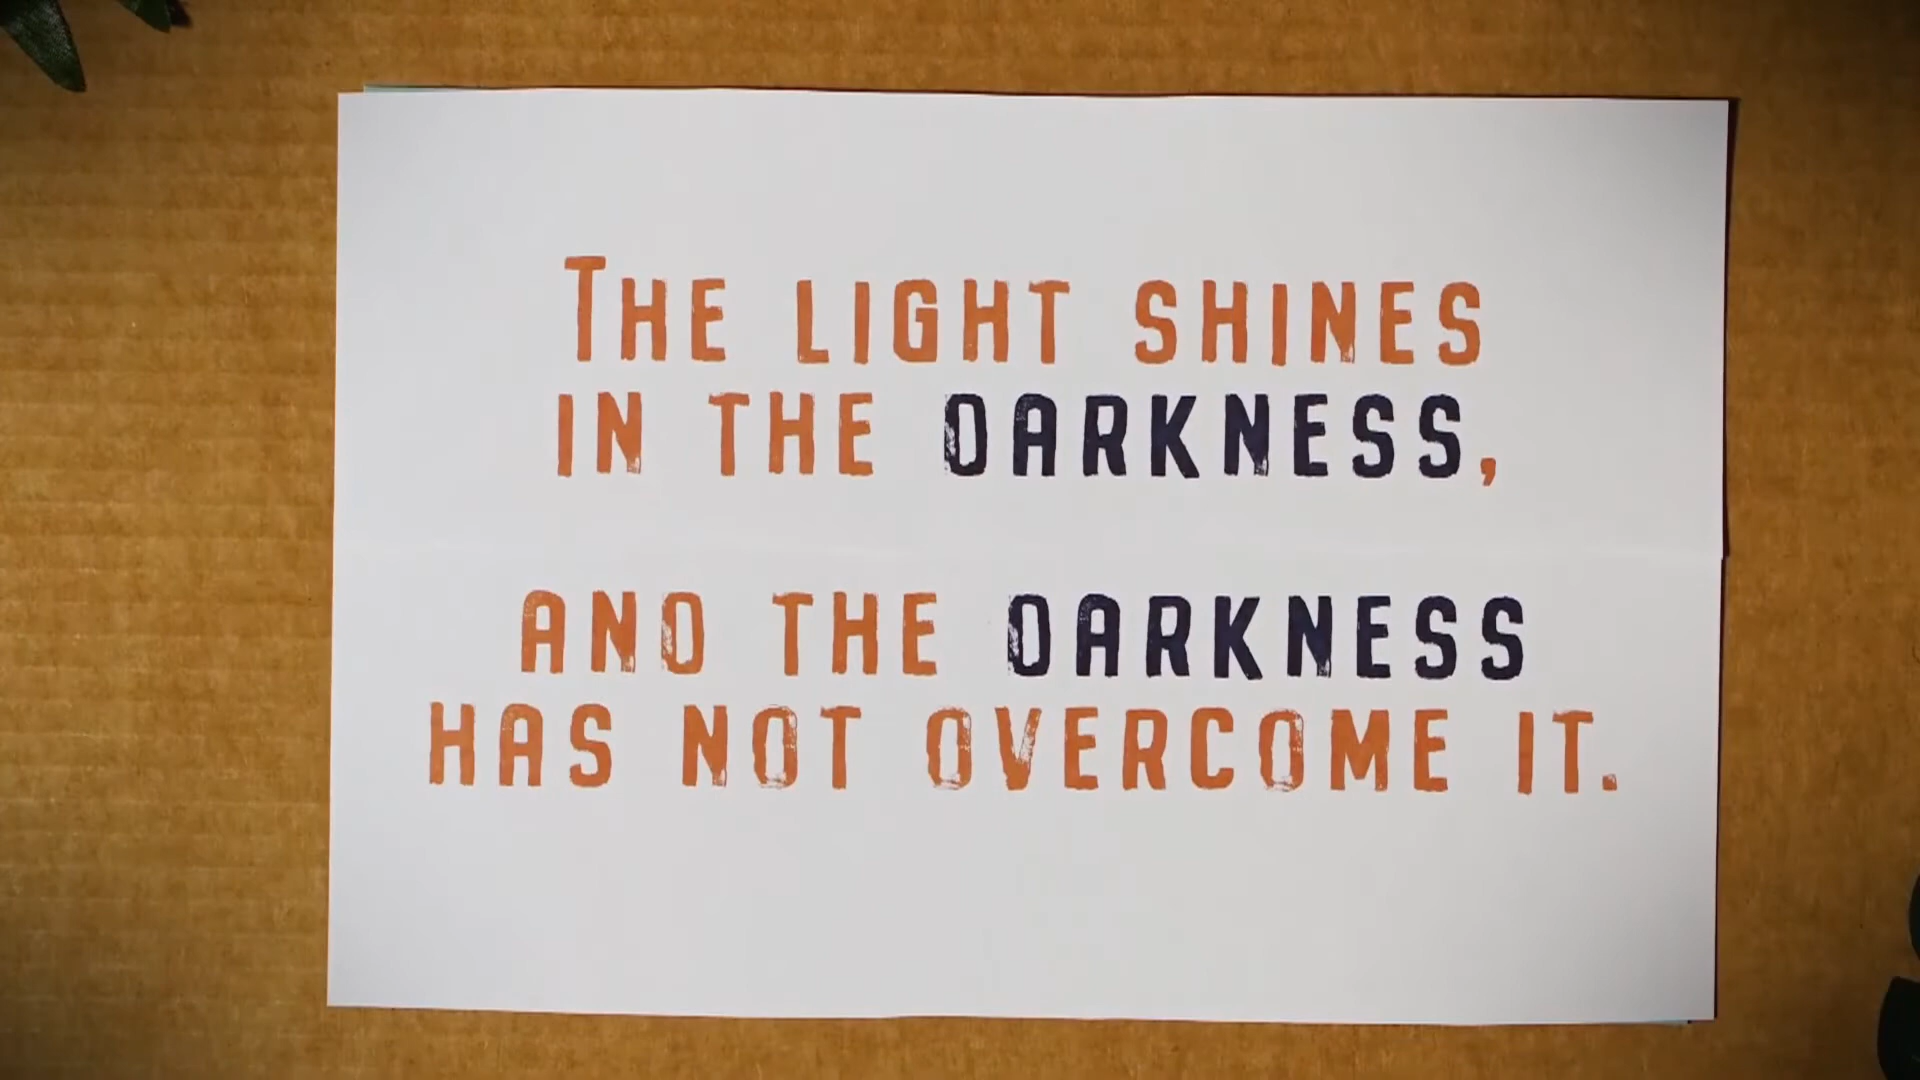 The light shines
in the darkness,
and the darkness
has not overcome it.